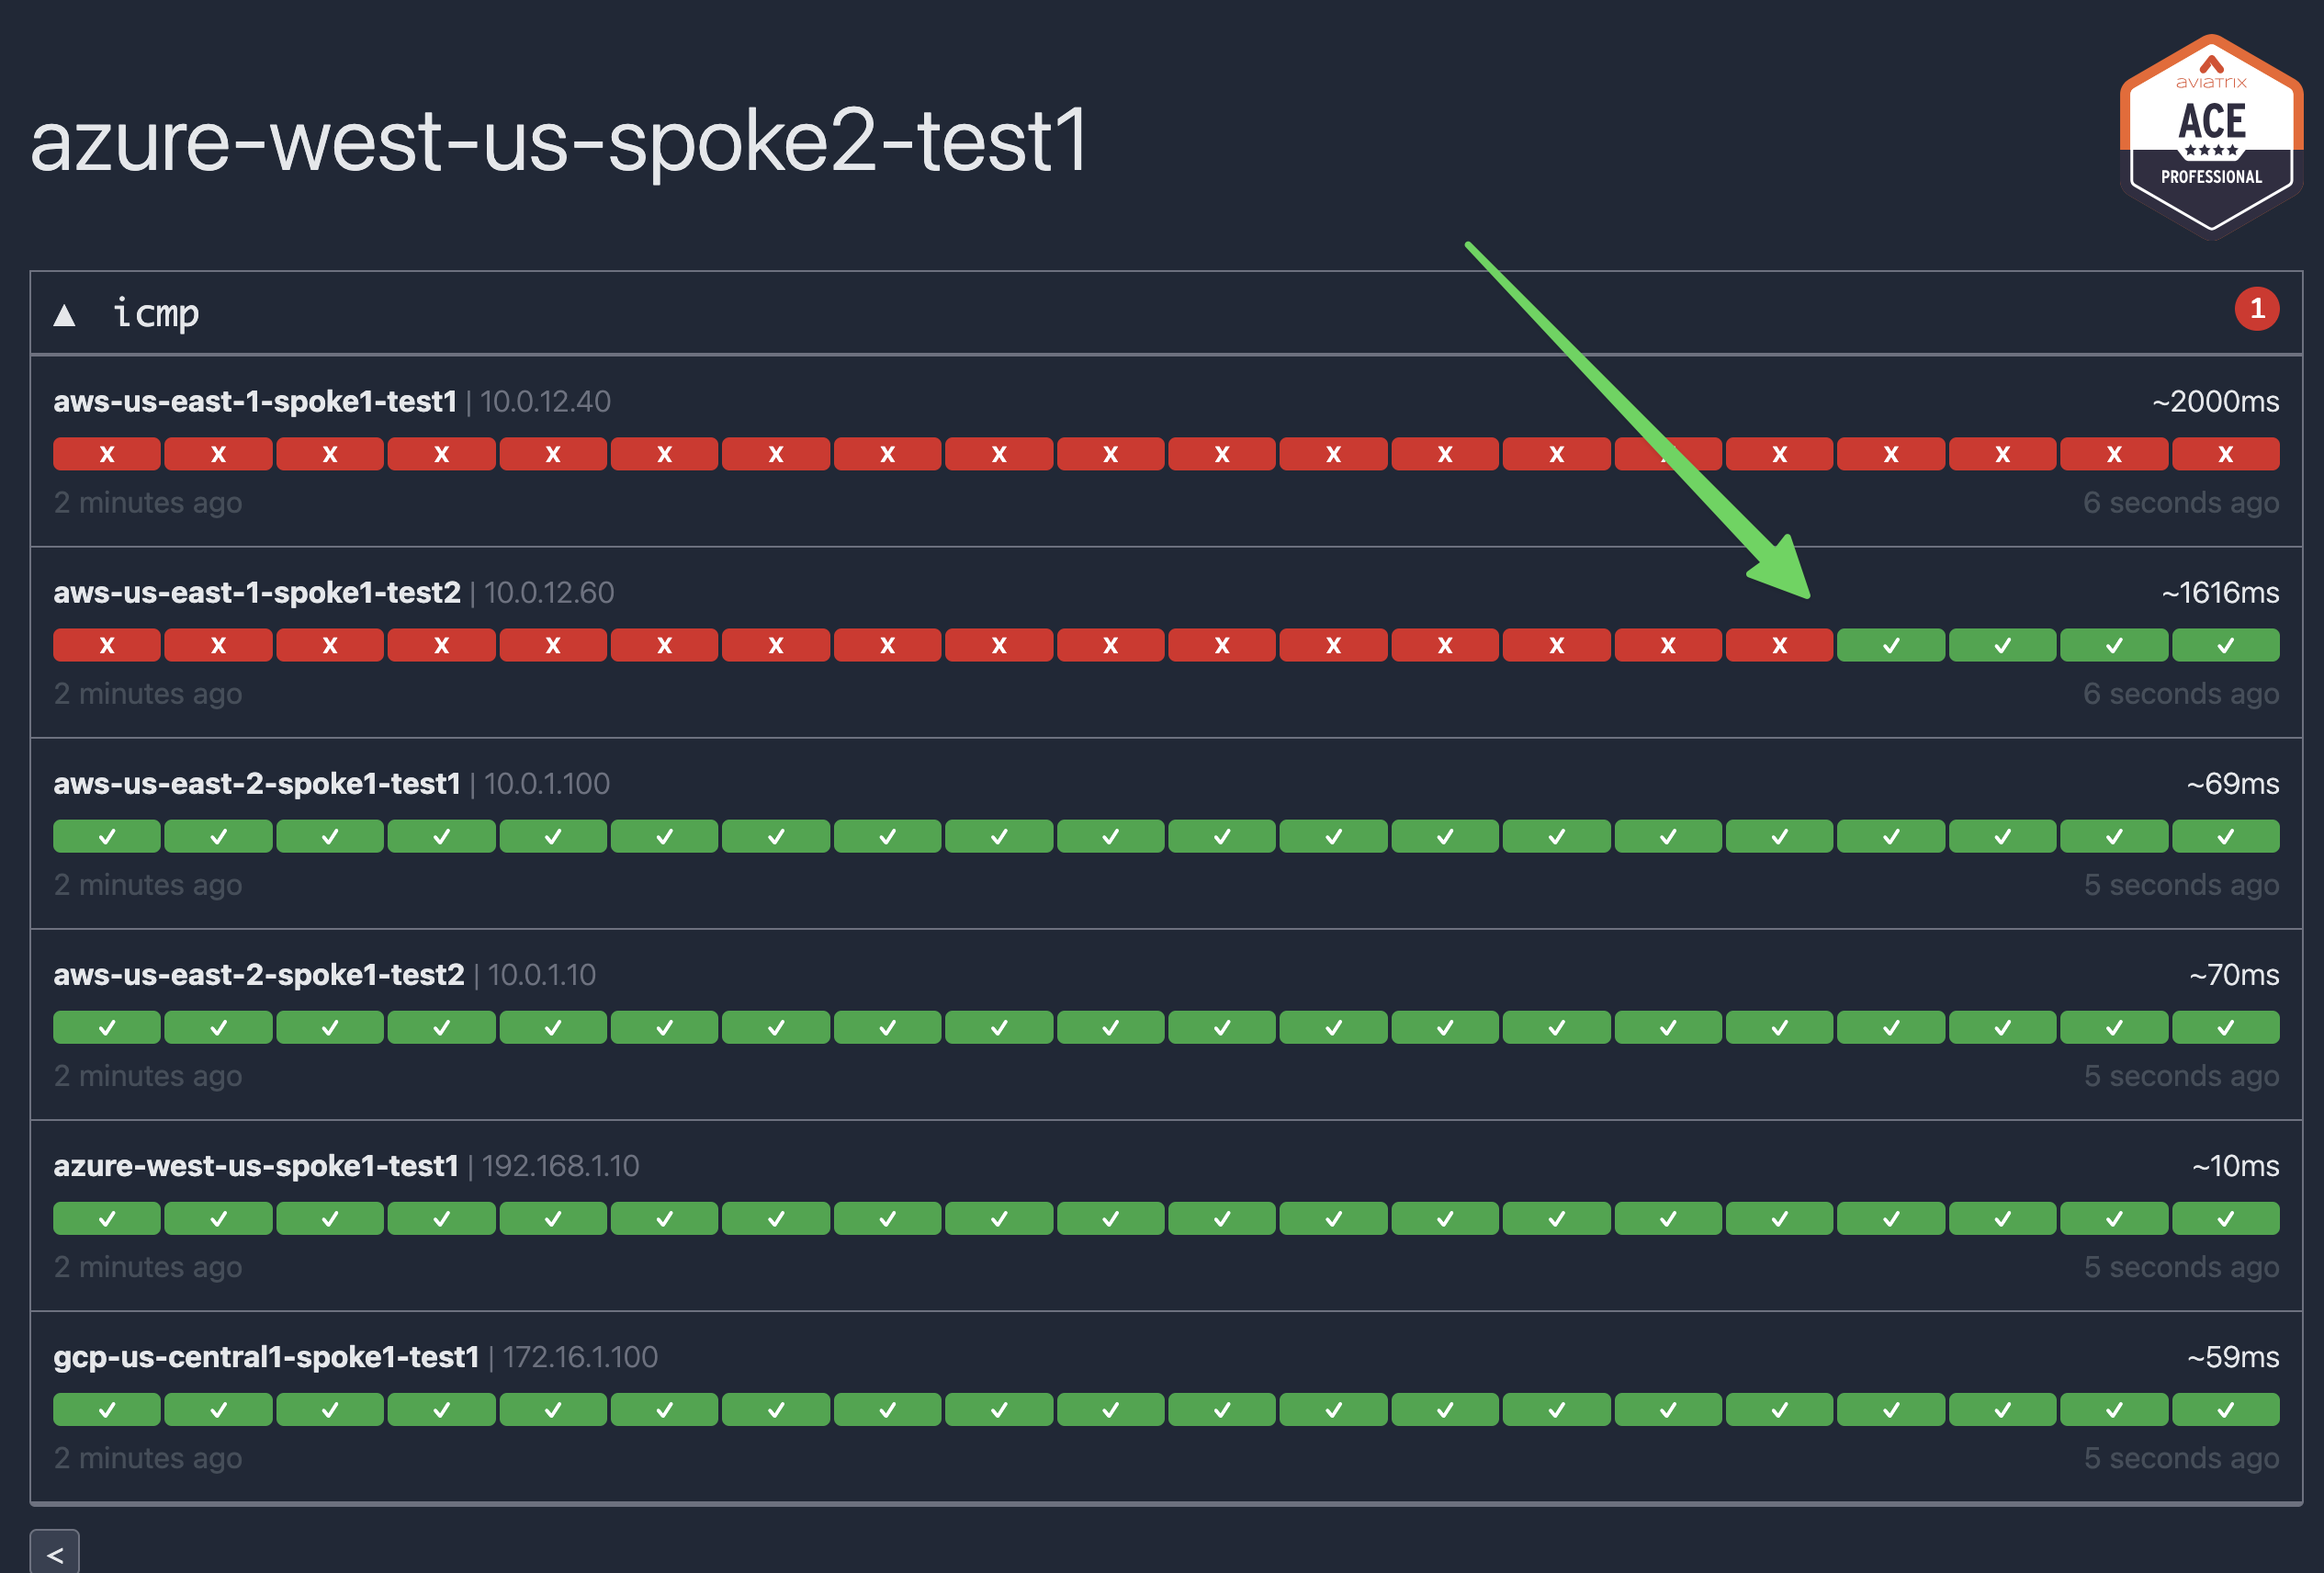 azure-west-us-spoke2-test1
aviatrix
ACE
PROFESSIONAL
▲ icmp 1
aws-us-east-1-spoke1-test1 | 10.0.12.40 ~2000ms
X X X X X X X X X X X X X X X X X X X
2 minutes ago 6 seconds ago
aws-us-east-1-spoke1-test2 | 10.0.12.60 ~1616ms
X X X X X X X X X X X X X X X X ✓ ✓ ✓ ✓
2 minutes ago 6 seconds ago
aws-us-east-2-spoke1-test1 | 10.0.1.100 ~69ms
✓ ✓ ✓ ✓ ✓ ✓ ✓ ✓ ✓ ✓ ✓ ✓ ✓ ✓ ✓ ✓ ✓ ✓ ✓ ✓
2 minutes ago 5 seconds ago
aws-us-east-2-spoke1-test2 | 10.0.1.10 ~70ms
✓ ✓ ✓ ✓ ✓ ✓ ✓ ✓ ✓ ✓ ✓ ✓ ✓ ✓ ✓ ✓ ✓ ✓ ✓ ✓
2 minutes ago 5 seconds ago
azure-west-us-spoke1-test1 | 192.168.1.10 ~10ms
✓ ✓ ✓ ✓ ✓ ✓ ✓ ✓ ✓ ✓ ✓ ✓ ✓ ✓ ✓ ✓ ✓ ✓ ✓ ✓
2 minutes ago 5 seconds ago
gcp-us-central1-spoke1-test1 | 172.16.1.100 ~59ms
✓ ✓ ✓ ✓ ✓ ✓ ✓ ✓ ✓ ✓ ✓ ✓ ✓ ✓ ✓ ✓ ✓ ✓ ✓ ✓
2 minutes ago 5 seconds ago
<